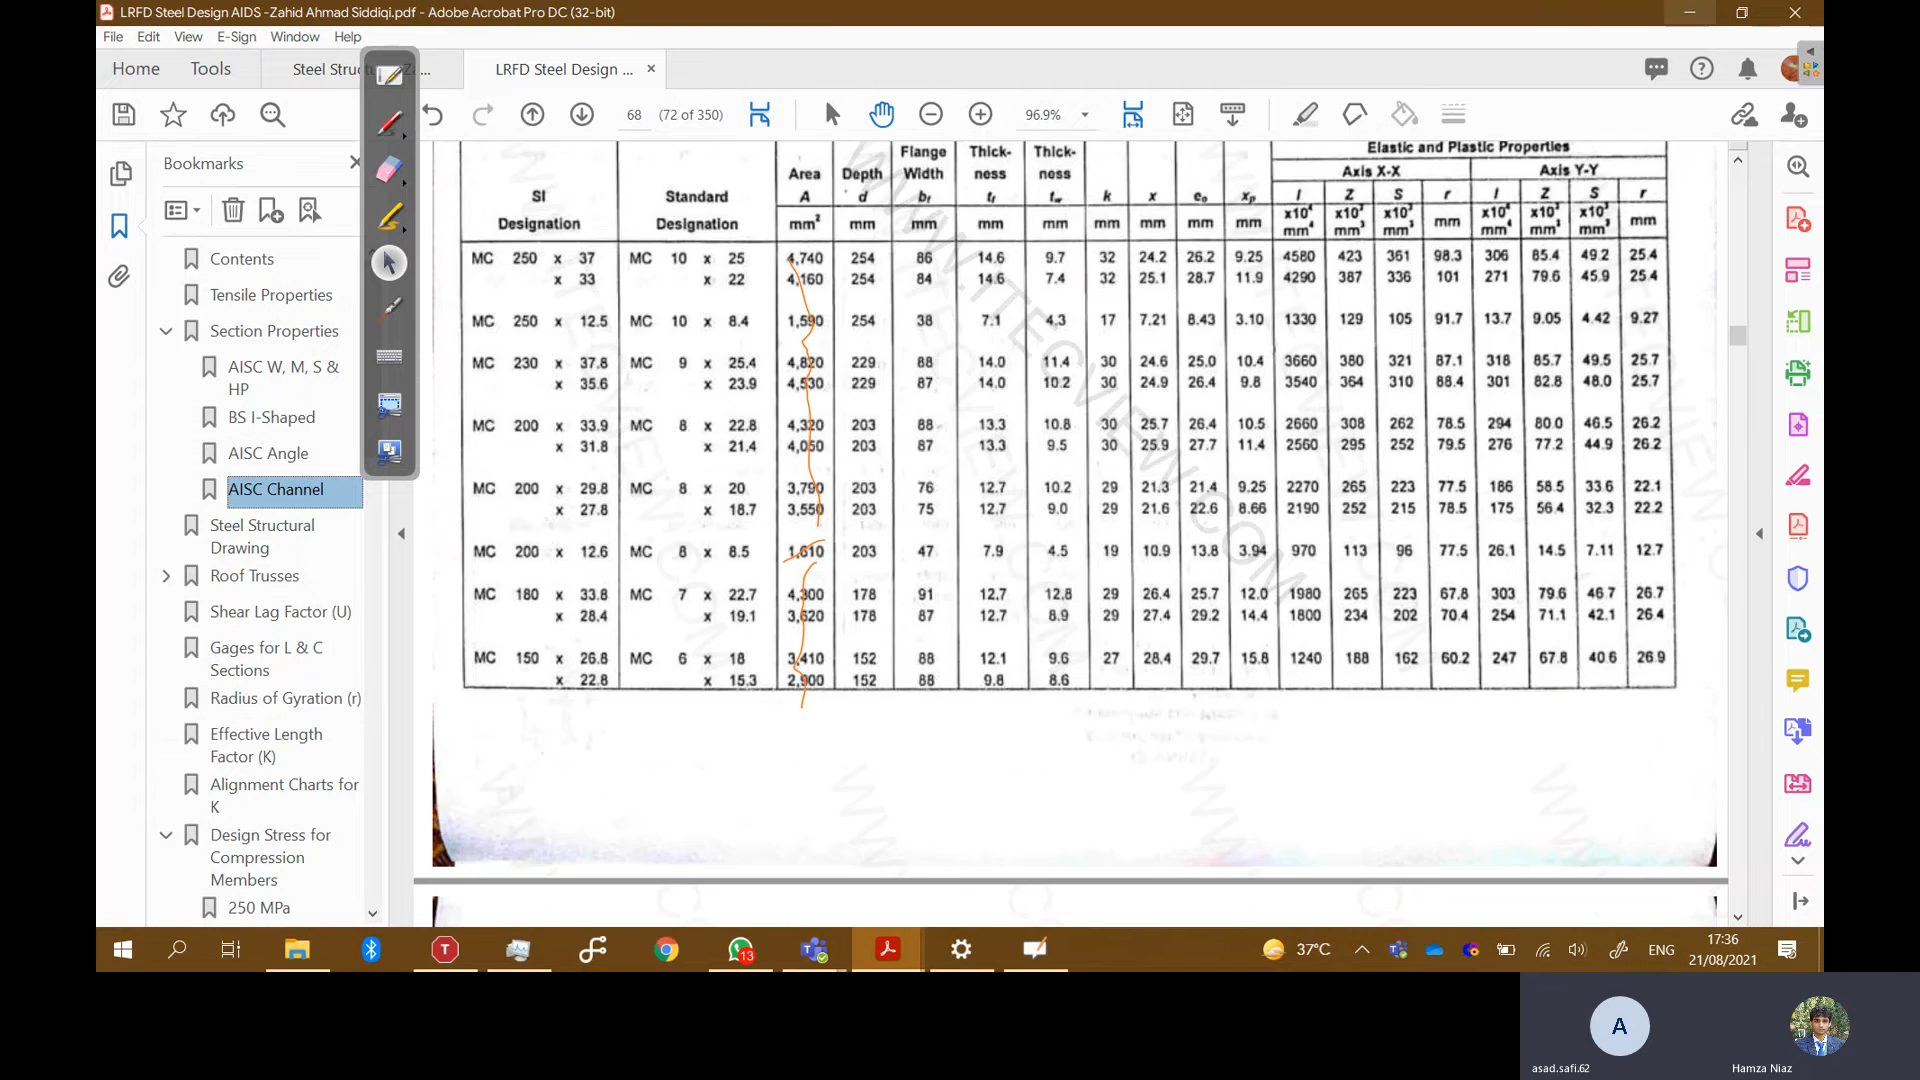 LRFD Steel Design AIDS -Zahid Ahmad Siddiqi.pdf - Adobe Acrobat Pro DC (32-bit)
File Edit View E-Sign Window Help
Home Tools Steel Struct LRFD Steel Design ... ×
68 (72 of 350) 96.9%
Bookmarks
Contents
Tensile Properties
Section Properties
AISC W, M, S &
HP
BS I-Shaped
AISC Angle
AISC Channel
Steel Structural
Drawing
Roof Trusses
Shear Lag Factor (U)
Gages for L & C
Sections
Radius of Gyration (r)
Effective Length
Factor (K)
Alignment Charts for
K
Design Stress for
Compression
Members
250 MPa
Elastic and Plastic Properties
Axis X-X Axis Y-Y
SI Designation
Standard Designation
Area A mm²
Depth d mm
Flange Width bf mm
Thick-ness tf mm
Thick-ness tw mm
k mm
x mm
eo mm
xp mm
I x10⁴ mm⁴ Z x10³ mm³ S x10³ mm³ r mm I x10⁴ mm⁴ Z x10³ mm³ S x10³ mm³ r mm
MC 250 x 37 MC 10 x 25 4,740 254 86 14.6 9.7 32 24.2 26.2 9.25 4580 423 361 98.3 306 85.4 49.2 25.4
x 33 x 22 4,160 254 84 14.6 7.4 32 25.1 28.7 11.9 4290 387 336 101 271 79.6 45.9 25.4
MC 250 x 12.5 MC 10 x 8.4 1,590 254 38 7.1 4.3 17 7.21 8.43 3.10 1330 129 105 91.7 13.7 9.05 4.42 9.27
MC 230 x 37.8 MC 9 x 25.4 4,820 229 88 14.0 11.4 30 24.6 25.0 10.4 3660 380 321 87.1 318 85.7 49.5 25.7
x 35.6 x 23.9 4,530 229 87 14.0 10.2 30 24.9 26.4 9.8 3540 364 310 88.4 301 82.8 48.0 25.7
MC 200 x 33.9 MC 8 x 22.8 4,320 203 88 13.3 10.8 30 25.7 26.4 10.5 2660 308 262 78.5 294 80.0 46.5 26.2
x 31.8 x 21.4 4,050 203 87 13.3 9.5 30 25.9 27.7 11.4 2560 295 252 79.5 276 77.2 44.9 26.2
MC 200 x 29.8 MC 8 x 20 3,790 203 76 12.7 10.2 29 21.3 21.4 9.25 2270 265 223 77.5 186 58.5 33.6 22.1
x 27.8 x 18.7 3,550 203 75 12.7 9.0 29 21.6 22.6 8.66 2190 252 215 78.5 175 56.4 32.3 22.2
MC 200 x 12.6 MC 8 x 8.5 1,610 203 47 7.9 4.5 19 10.9 13.8 3.94 970 113 96 77.5 26.1 14.5 7.11 12.7
MC 180 x 33.8 MC 7 x 22.7 4,300 178 91 12.7 12.8 29 26.4 25.7 12.0 1980 265 223 67.8 303 79.6 46.7 26.7
x 28.4 x 19.1 3,620 178 87 12.7 8.9 29 27.4 29.2 14.4 1800 234 202 70.4 254 71.1 42.1 26.4
MC 150 x 26.8 MC 6 x 18 3,410 152 88 12.1 9.6 27 28.4 29.7 15.8 1240 188 162 60.2 247 67.8 40.6 26.9
x 22.8 x 15.3 2,900 152 88 9.8 8.6
WWW.ITECVIEW.COM
13
37°C
ENG
17:36
21/08/2021
A
asad.safi.62
Hamza Niaz